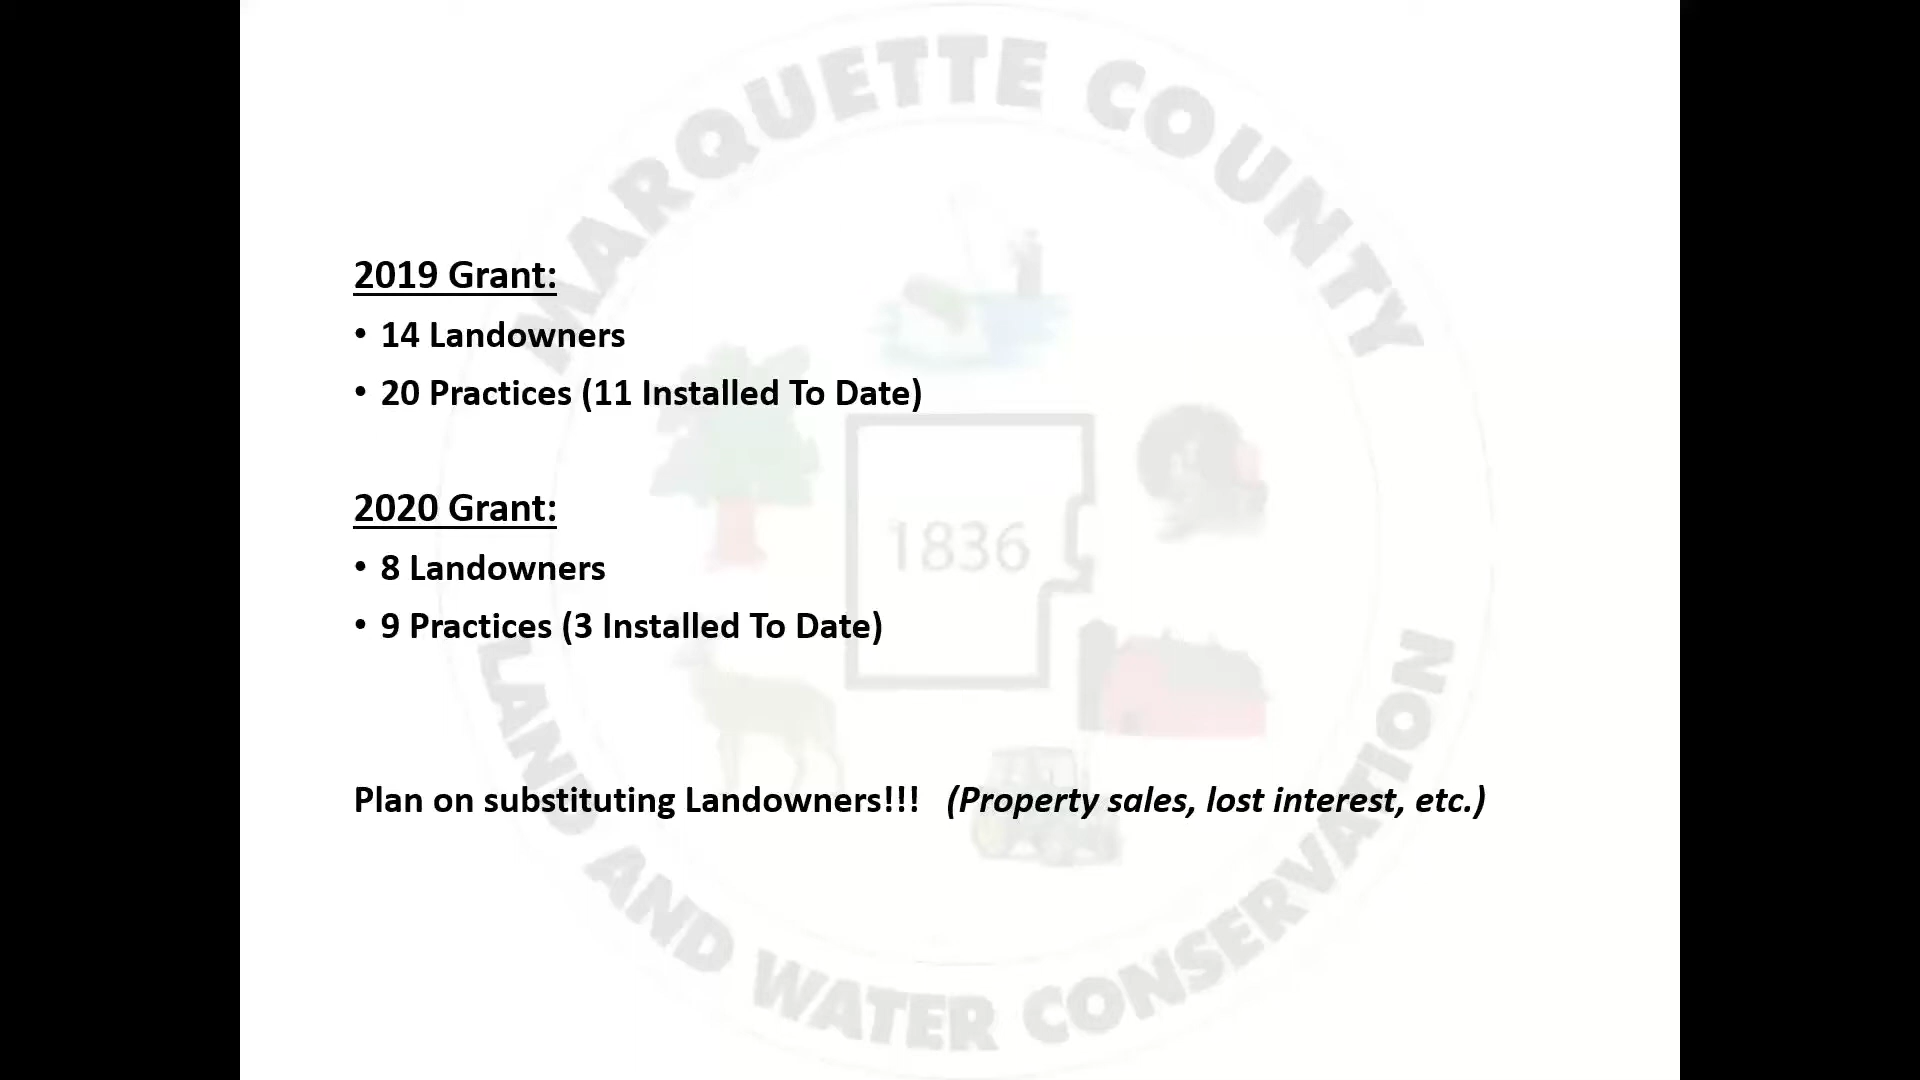 MARQUETTE COUNTY
2019 Grant:
• 14 Landowners
• 20 Practices (11 Installed To Date)
2020 Grant:
1836
• 8 Landowners
• 9 Practices (3 Installed To Date)
Plan on substituting Landowners!!! (Property sales, lost interest, etc.)
LAND AND WATER CONSERVATION